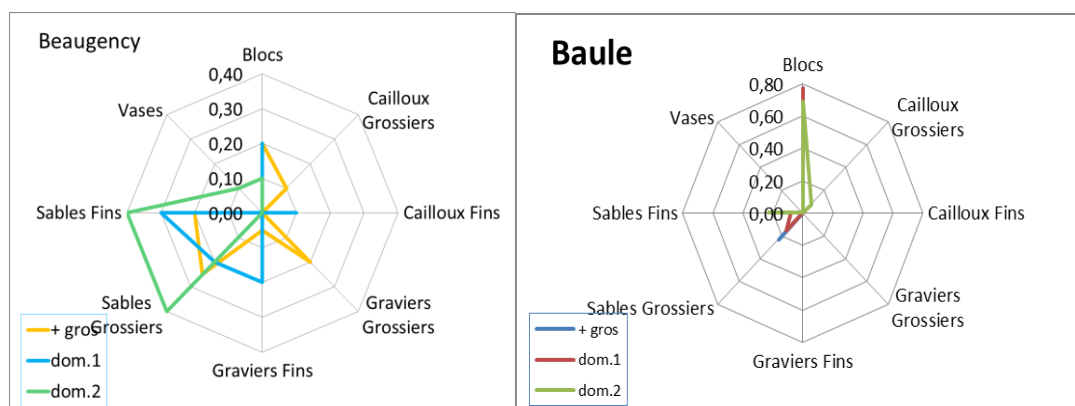 Beaugency
Blocs
0,40
0,30
0,20
0,10
0,00
Cailloux
Grossiers
Cailloux Fins
Graviers
Grossiers
Graviers Fins
Sables
Grossiers
Sables Fins
Vases
+ gros
dom.1
dom.2
Baule
Blocs
0,80
0,60
0,40
0,20
0,00
Cailloux
Grossiers
Cailloux Fins
Graviers
Grossiers
Graviers Fins
Sables Grossiers
Sables Fins
Vases
+ gros
dom.1
dom.2